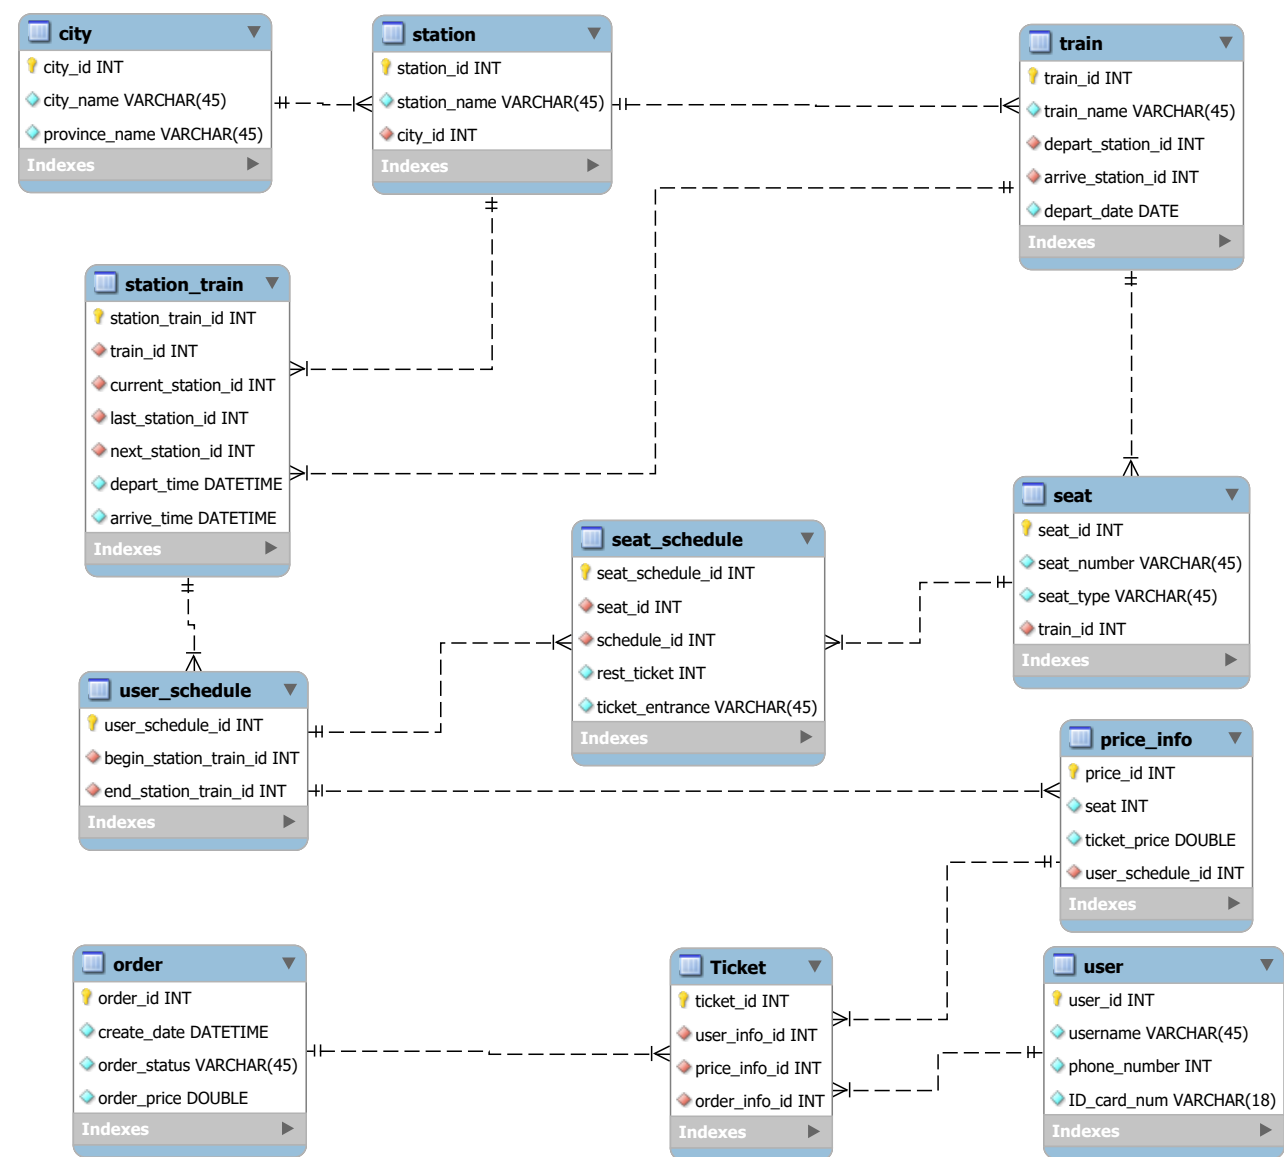 city
city_id INT
city_name VARCHAR(45)
province_name VARCHAR(45)
Indexes
station
station_id INT
station_name VARCHAR(45)
city_id INT
Indexes
train
train_id INT
train_name VARCHAR(45)
depart_station_id INT
arrive_station_id INT
depart_date DATE
Indexes
station_train
station_train_id INT
train_id INT
current_station_id INT
last_station_id INT
next_station_id INT
depart_time DATETIME
arrive_time DATETIME
Indexes
seat
seat_id INT
seat_number VARCHAR(45)
seat_type VARCHAR(45)
train_id INT
Indexes
seat_schedule
seat_schedule_id INT
seat_id INT
schedule_id INT
rest_ticket INT
ticket_entrance VARCHAR(45)
Indexes
user_schedule
user_schedule_id INT
begin_station_train_id INT
end_station_train_id INT
Indexes
price_info
price_id INT
seat INT
ticket_price DOUBLE
user_schedule_id INT
Indexes
order
order_id INT
create_date DATETIME
order_status VARCHAR(45)
order_price DOUBLE
Indexes
Ticket
ticket_id INT
user_info_id INT
price_info_id INT
order_info_id INT
Indexes
user
user_id INT
username VARCHAR(45)
phone_number INT
ID_card_num VARCHAR(18)
Indexes